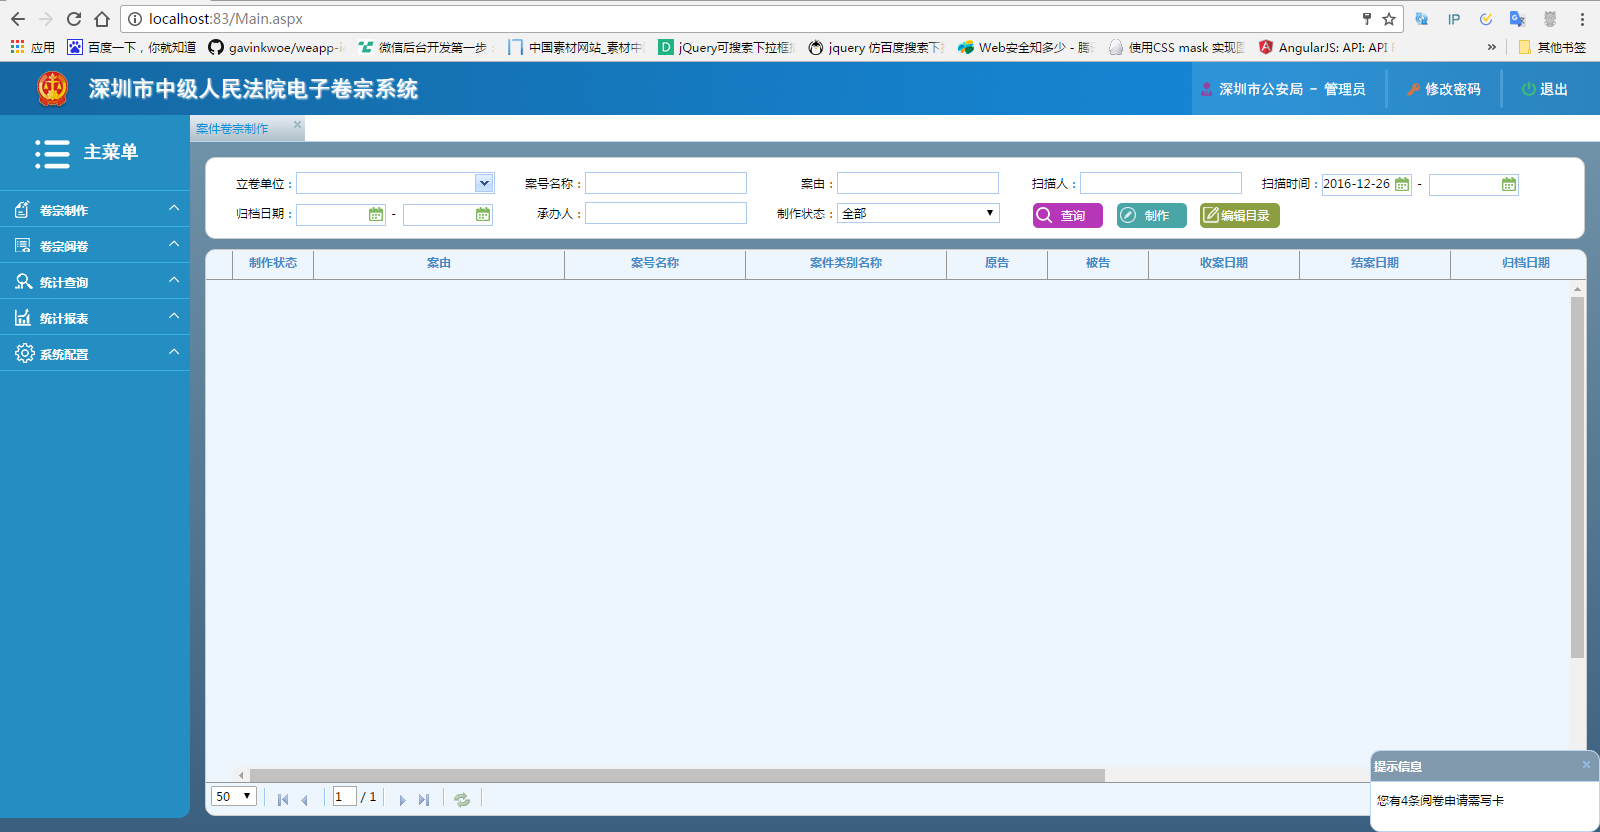 localhost:83/Main.aspx
IP
应用
百度一下，你就知道
gavinkwoe/weapp-i
微信后台开发第一步
中国素材网站_素材中
jQuery可搜索下拉框
jquery 仿百度搜索下
Web安全知多少 - 腾
使用CSS mask 实现
AngularJS: API: API
»
其他书签
深圳市中级人民法院电子卷宗系统
深圳市公安局 - 管理员
修改密码
退出
主菜单
案件卷宗制作
卷宗制作
卷宗阅卷
统计查询
统计报表
系统配置
立卷单位：
案号名称：
案由：
扫描人：
扫描时间：2016-12-26 -
归档日期： -
承办人：
制作状态：全部
查询
制作
编辑目录
制作状态 案由 案号名称 案件类别名称 原告 被告 收案日期 结案日期 归档日期
50
1 / 1
提示信息
您有4条阅卷申请需写卡